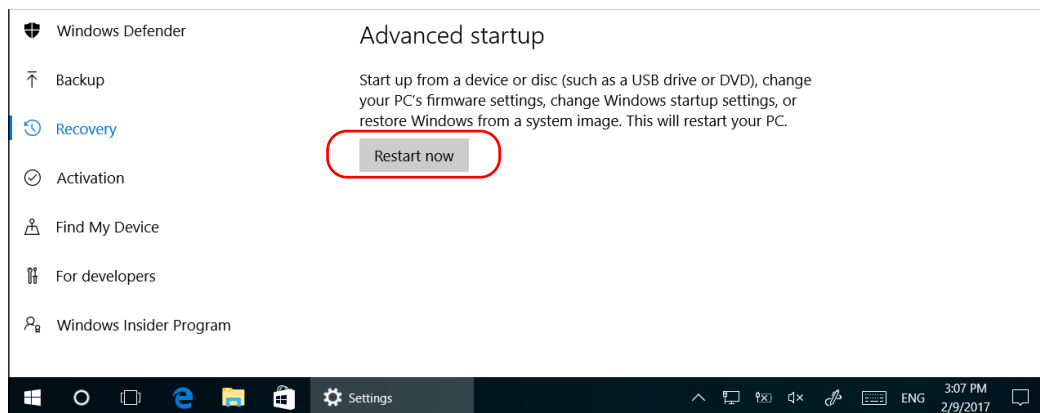 Windows Defender
Backup
Recovery
Activation
Find My Device
For developers
Windows Insider Program
Advanced startup
Start up from a device or disc (such as a USB drive or DVD), change
your PC's firmware settings, change Windows startup settings, or
restore Windows from a system image. This will restart your PC.
Restart now
Settings
ENG
3:07 PM
2/9/2017